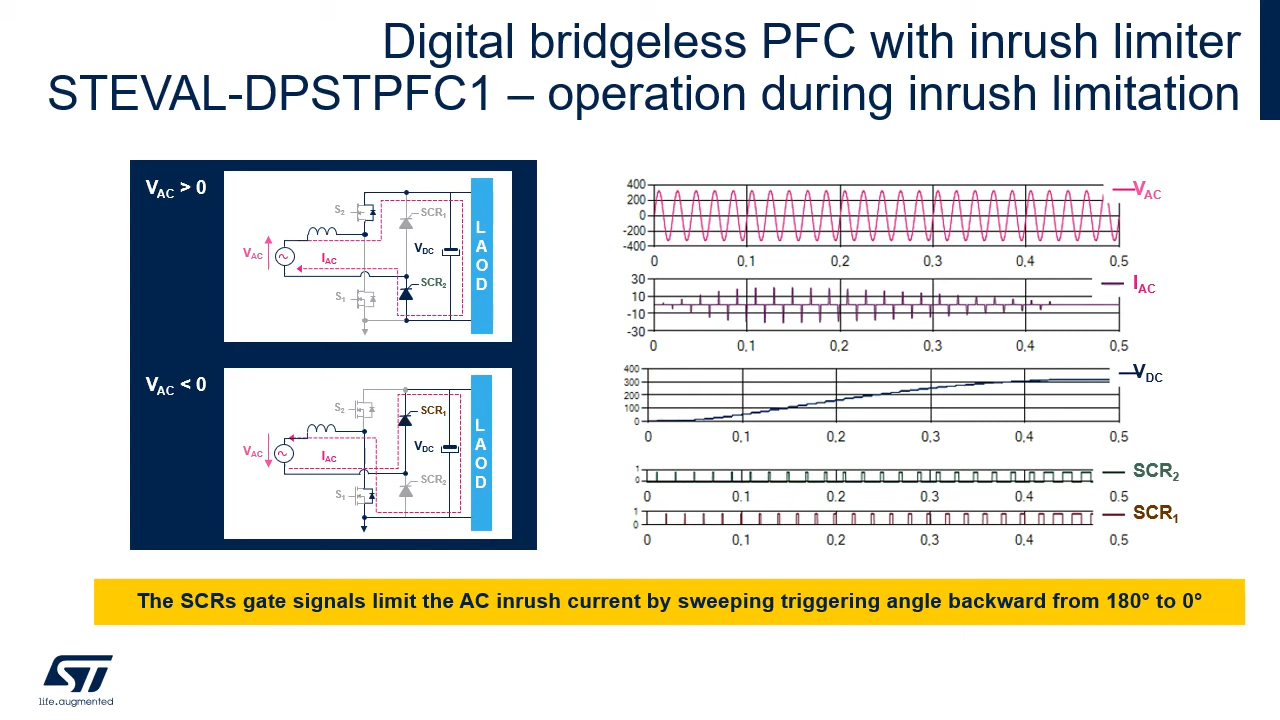 Digital bridgeless PFC with inrush limiter
STEVAL-DPSTPFC1 – operation during inrush limitation
VAC > 0
S2
SCR1
VDC
VAC
IAC
S1
SCR2
L
A
O
D
VAC < 0
S2
SCR1
VDC
VAC
IAC
S1
SCR2
L
A
O
D
400
200
0
-200
-400
0 0,1 0,2 0,3 0,4 0,5
VAC
30
10
-10
-30
0 0,1 0,2 0,3 0,4 0,5
IAC
400
300
200
100
0
0 0,1 0,2 0,3 0,4 0,5
VDC
1
0
0 0.1 0.2 0.3 0.4 0.5
SCR2
1
0
0 0,1 0,2 0,3 0,4 0,5
SCR1
The SCRs gate signals limit the AC inrush current by sweeping triggering angle backward from 180° to 0°
ST
life.augmented